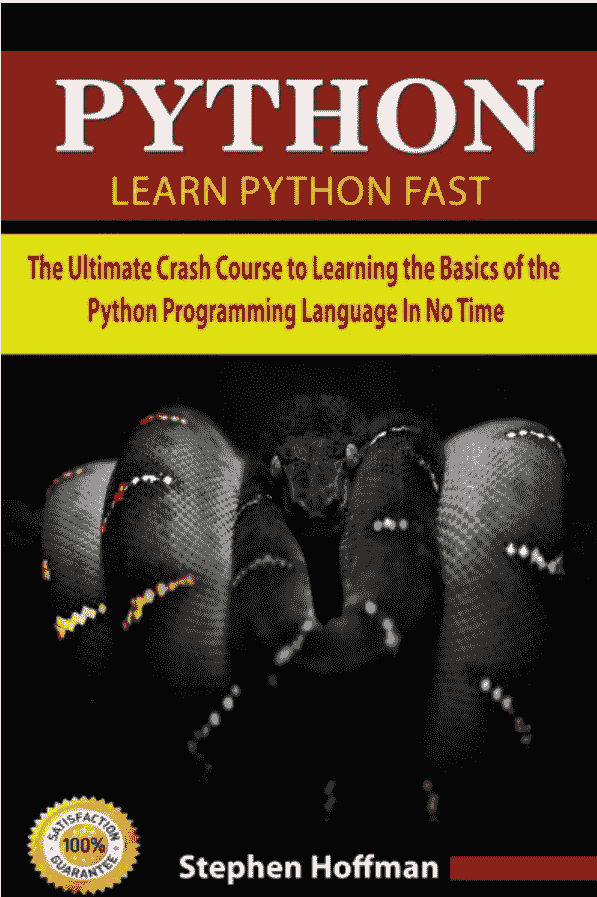 PYTHON
LEARN PYTHON FAST
The Ultimate Crash Course to Learning the Basics of the
Python Programming Language In No Time
SATISFACTION
100%
GUARANTEE
Stephen Hoffman